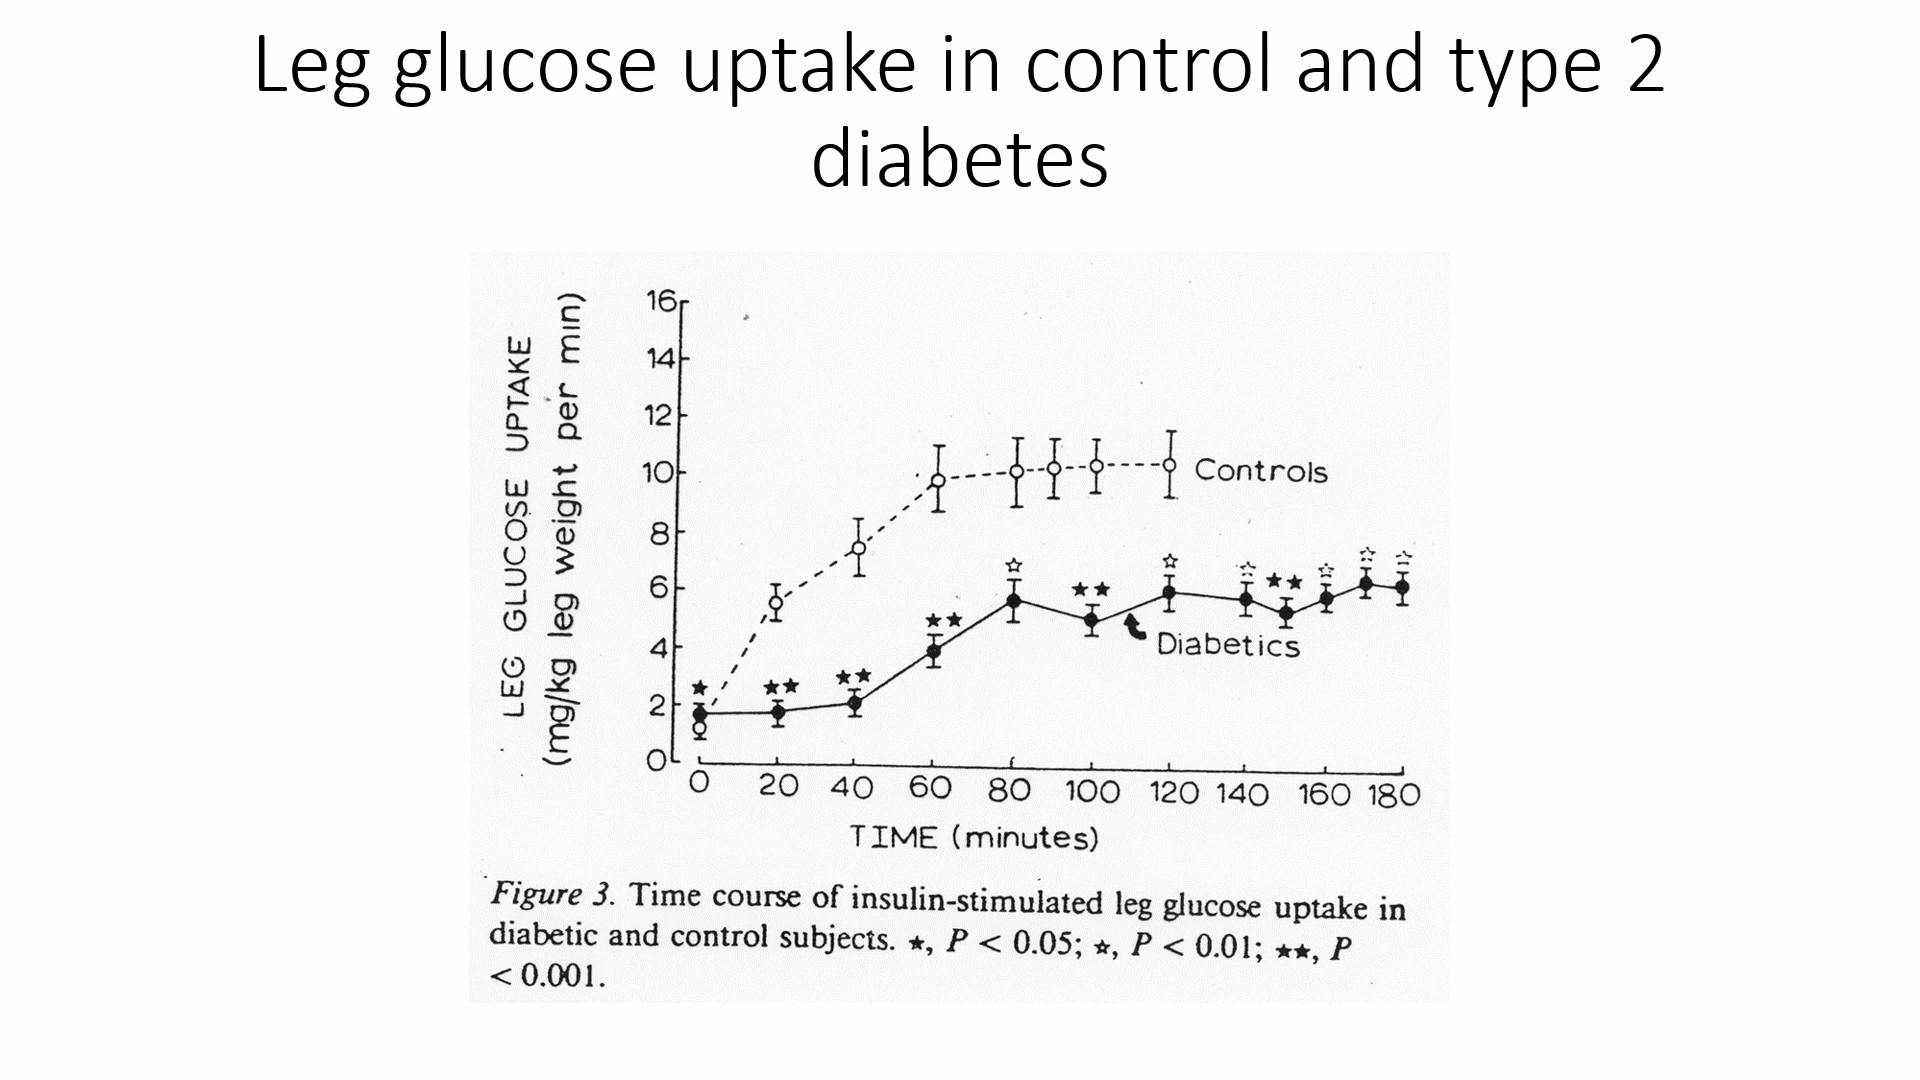 Leg glucose uptake in control and type 2
diabetes
LEG GLUCOSE UPTAKE
(mg/kg leg weight per min)
16
14
12
10
8
6
4
2
0
Controls
Diabetics
0 20 40 60 80 100 120 140 160 180
TIME (minutes)
Figure 3. Time course of insulin-stimulated leg glucose uptake in
diabetic and control subjects. ★, P < 0.05; ☆, P < 0.01; ★★, P
< 0.001.